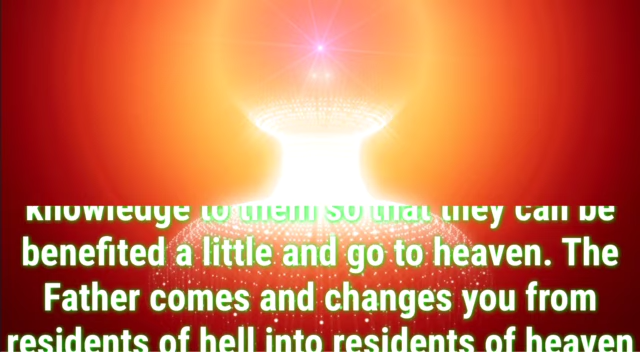 knowledge to them so that they can be
benefited a little and go to heaven. The
Father comes and changes you from
residents of hell into residents of heaven